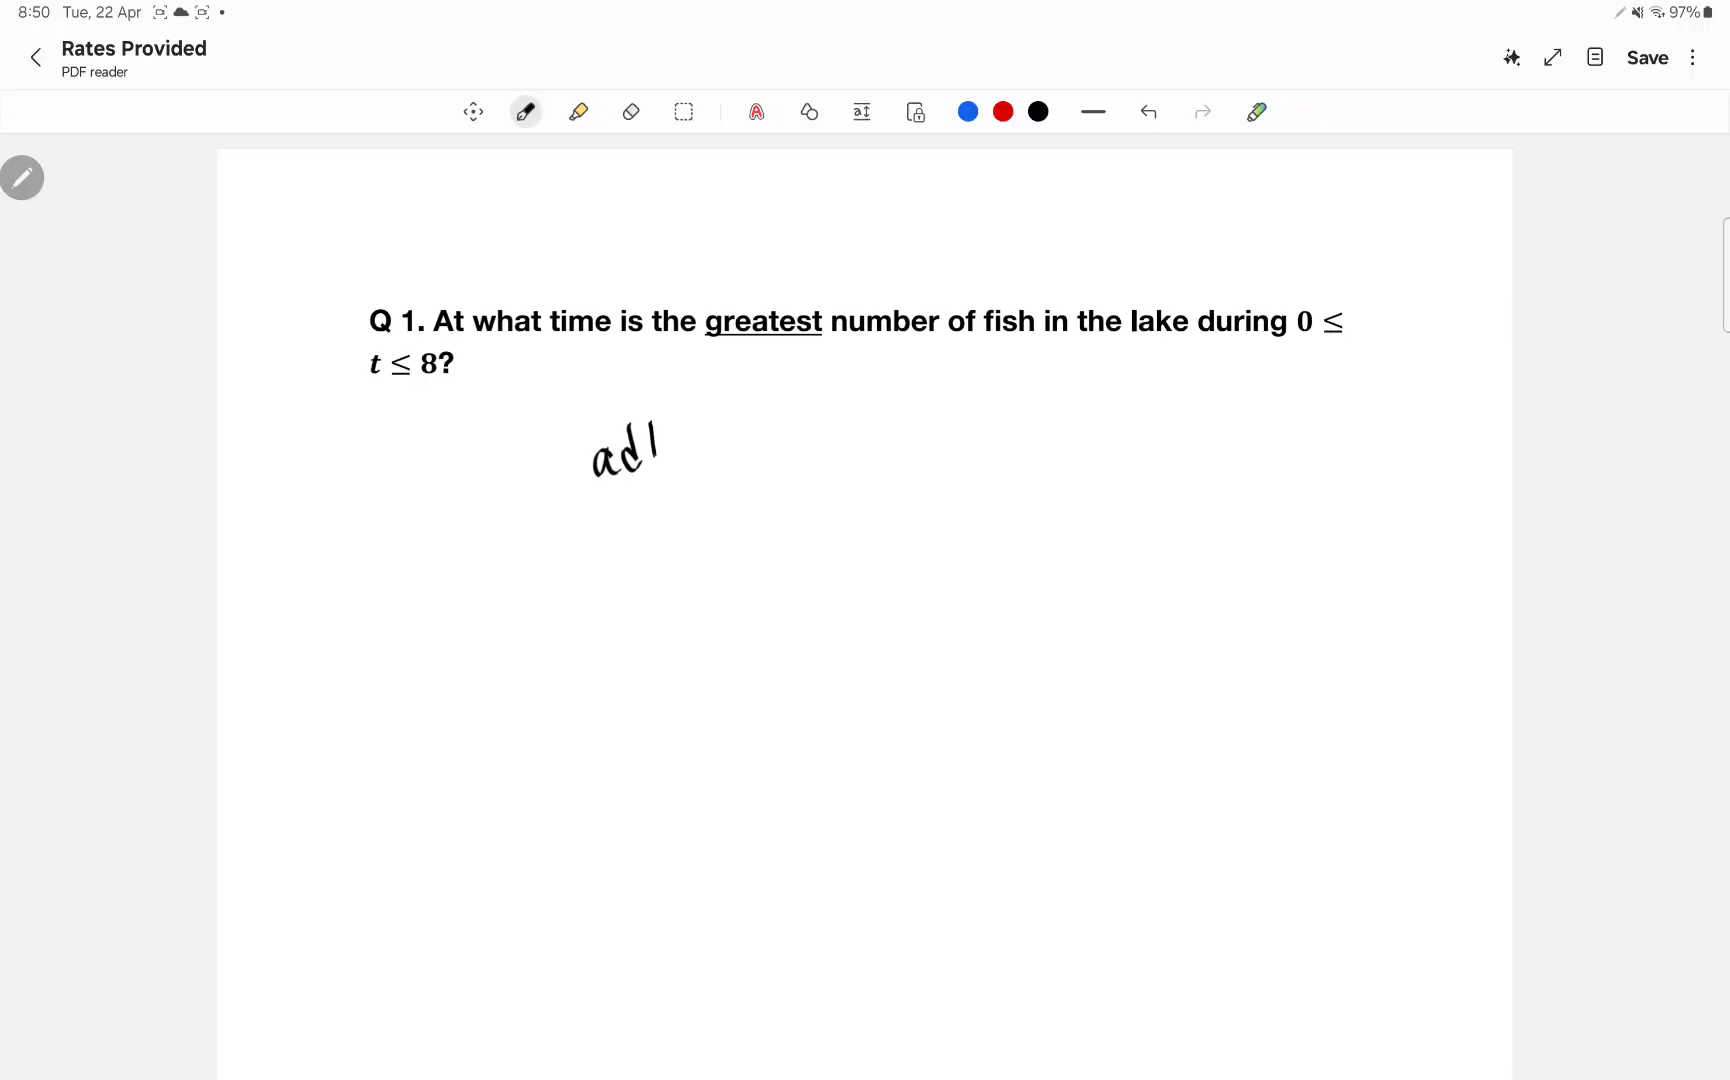 8:50 Tue, 22 Apr 97%
Rates Provided
PDF reader
Save
Q 1. At what time is the greatest number of fish in the lake during 0 ≤
t ≤ 8?